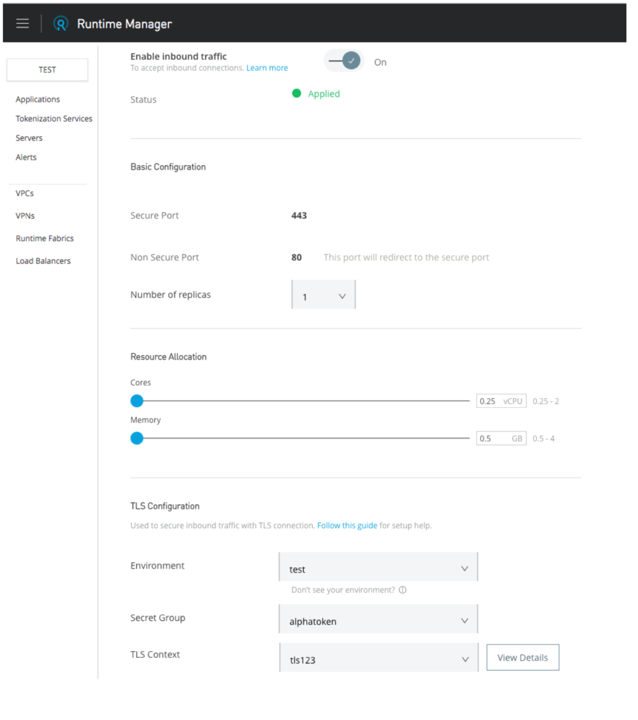 Runtime Manager
TEST
Applications
Tokenization Services
Servers
Alerts
VPCs
VPNs
Runtime Fabrics
Load Balancers
Enable inbound traffic
To accept inbound connections. Learn more
On
Status
Applied
Basic Configuration
Secure Port
443
Non Secure Port
80 This port will redirect to the secure port
Number of replicas
1
Resource Allocation
Cores
0.25 vCPU 0.25 - 2
Memory
0.5 GB 0.5 - 4
TLS Configuration
Used to secure inbound traffic with TLS connection. Follow this guide for setup help.
Environment
test
Don't see your environment?
Secret Group
alphatoken
TLS Context
tls123
View Details